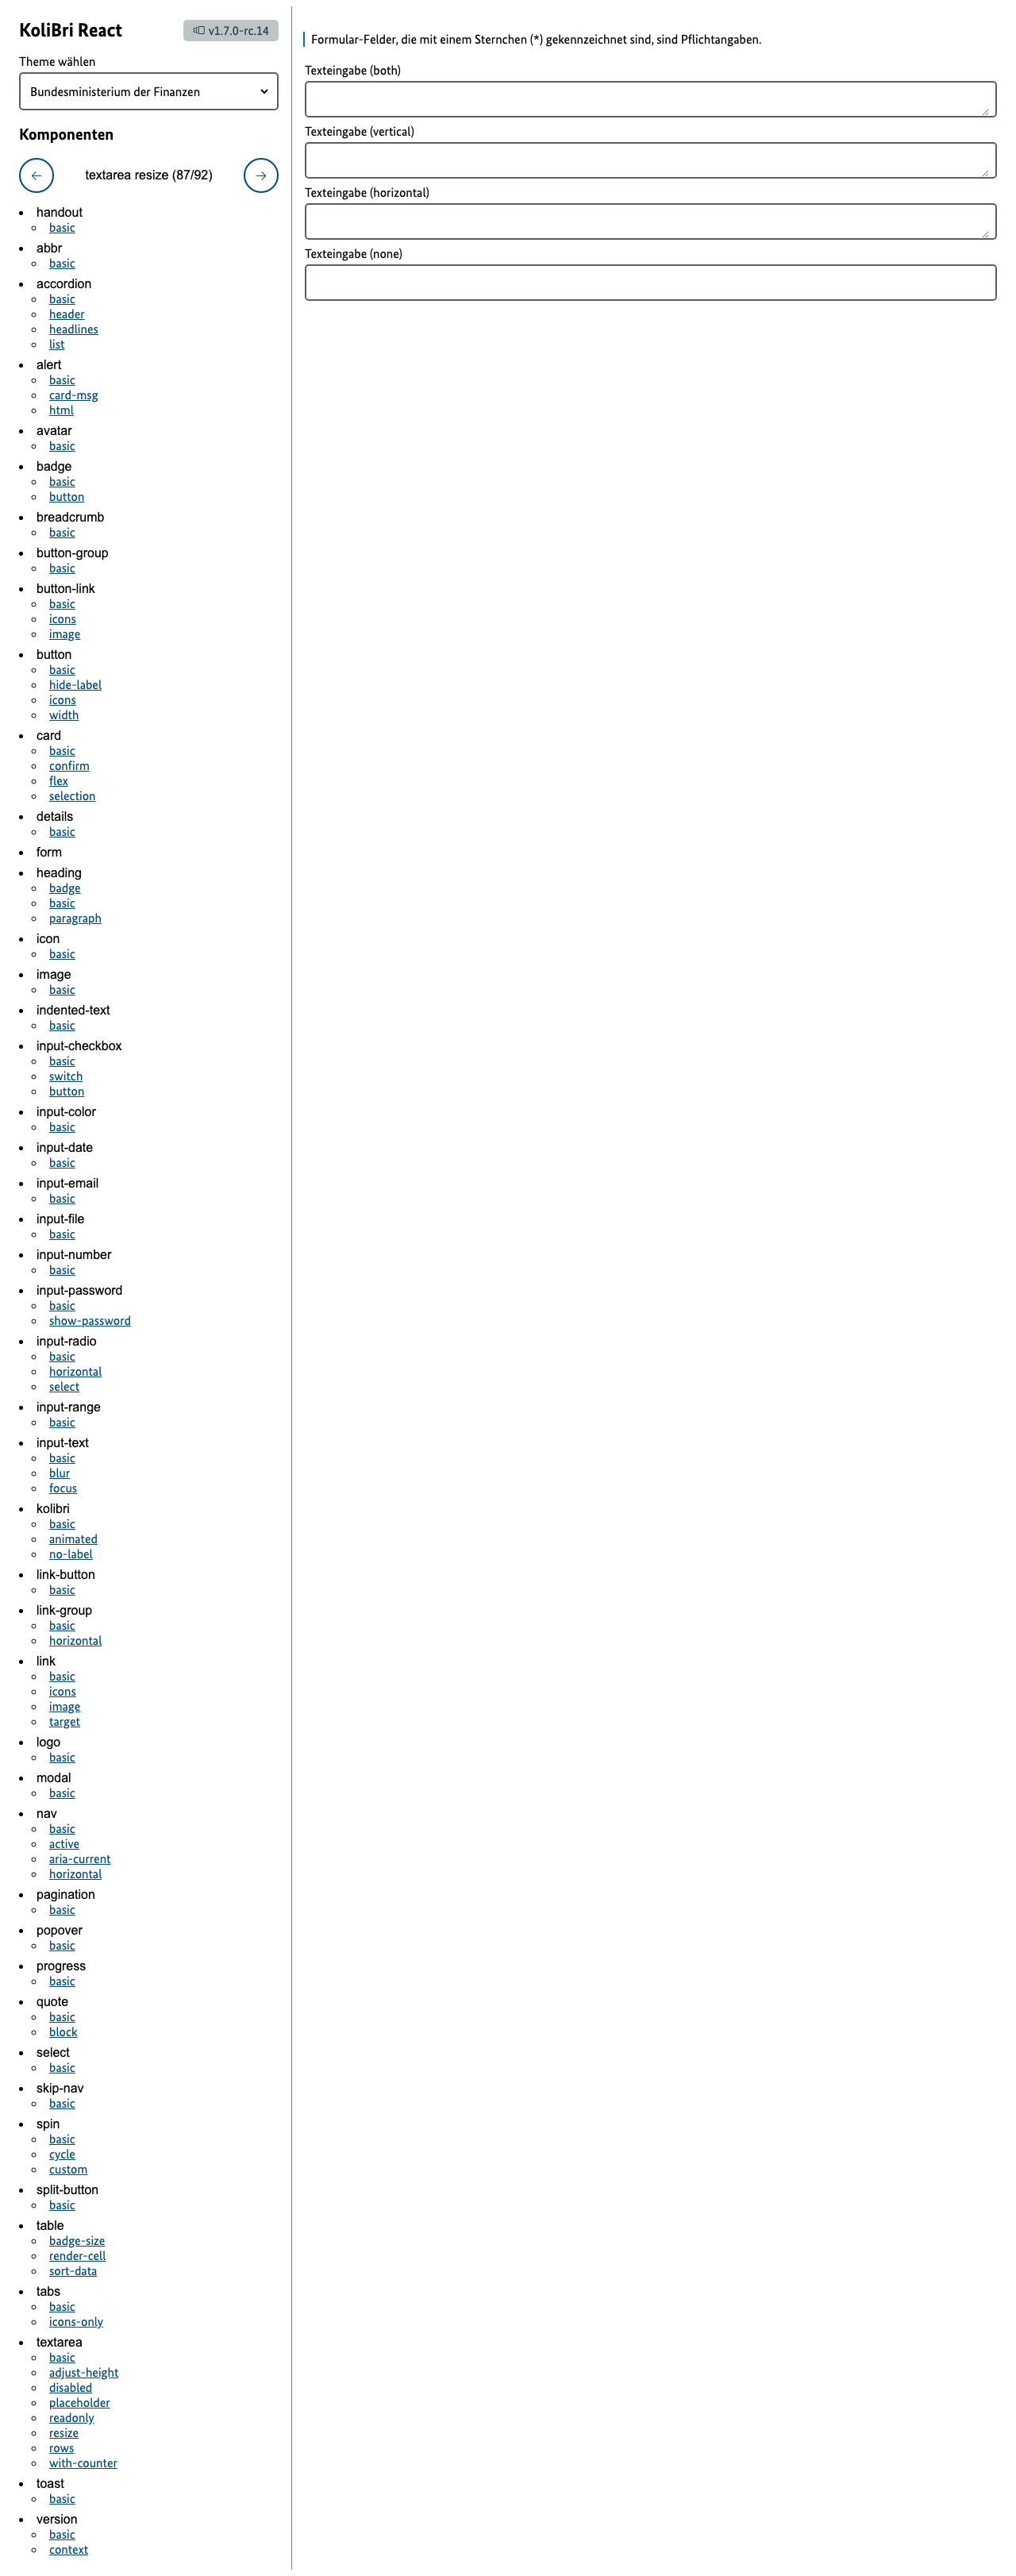 KoliBri React
v1.7.0-rc.14
Theme wählen
Bundesministerium der Finanzen
Komponenten
textarea resize (87/92)
handout
basic
abbr
basic
accordion
basic
header
headlines
list
alert
basic
card-msg
html
avatar
basic
badge
basic
button
breadcrumb
basic
button-group
basic
button-link
basic
icons
image
button
basic
hide-label
icons
width
card
basic
confirm
flex
selection
details
basic
form
heading
badge
basic
paragraph
icon
basic
image
basic
indented-text
basic
input-checkbox
basic
switch
button
input-color
basic
input-date
basic
input-email
basic
input-file
basic
input-number
basic
input-password
basic
show-password
input-radio
basic
horizontal
select
input-range
basic
input-text
basic
blur
focus
kolibri
basic
animated
no-label
link-button
basic
link-group
basic
horizontal
link
basic
icons
image
target
logo
basic
modal
basic
nav
basic
active
aria-current
horizontal
pagination
basic
popover
basic
progress
basic
quote
basic
block
select
basic
skip-nav
basic
spin
basic
cycle
custom
split-button
basic
table
badge-size
render-cell
sort-data
tabs
basic
icons-only
textarea
basic
adjust-height
disabled
placeholder
readonly
resize
rows
with-counter
toast
basic
version
basic
context
Formular-Felder, die mit einem Sternchen (*) gekennzeichnet sind, sind Pflichtangaben.
Texteingabe (both)
Texteingabe (vertical)
Texteingabe (horizontal)
Texteingabe (none)